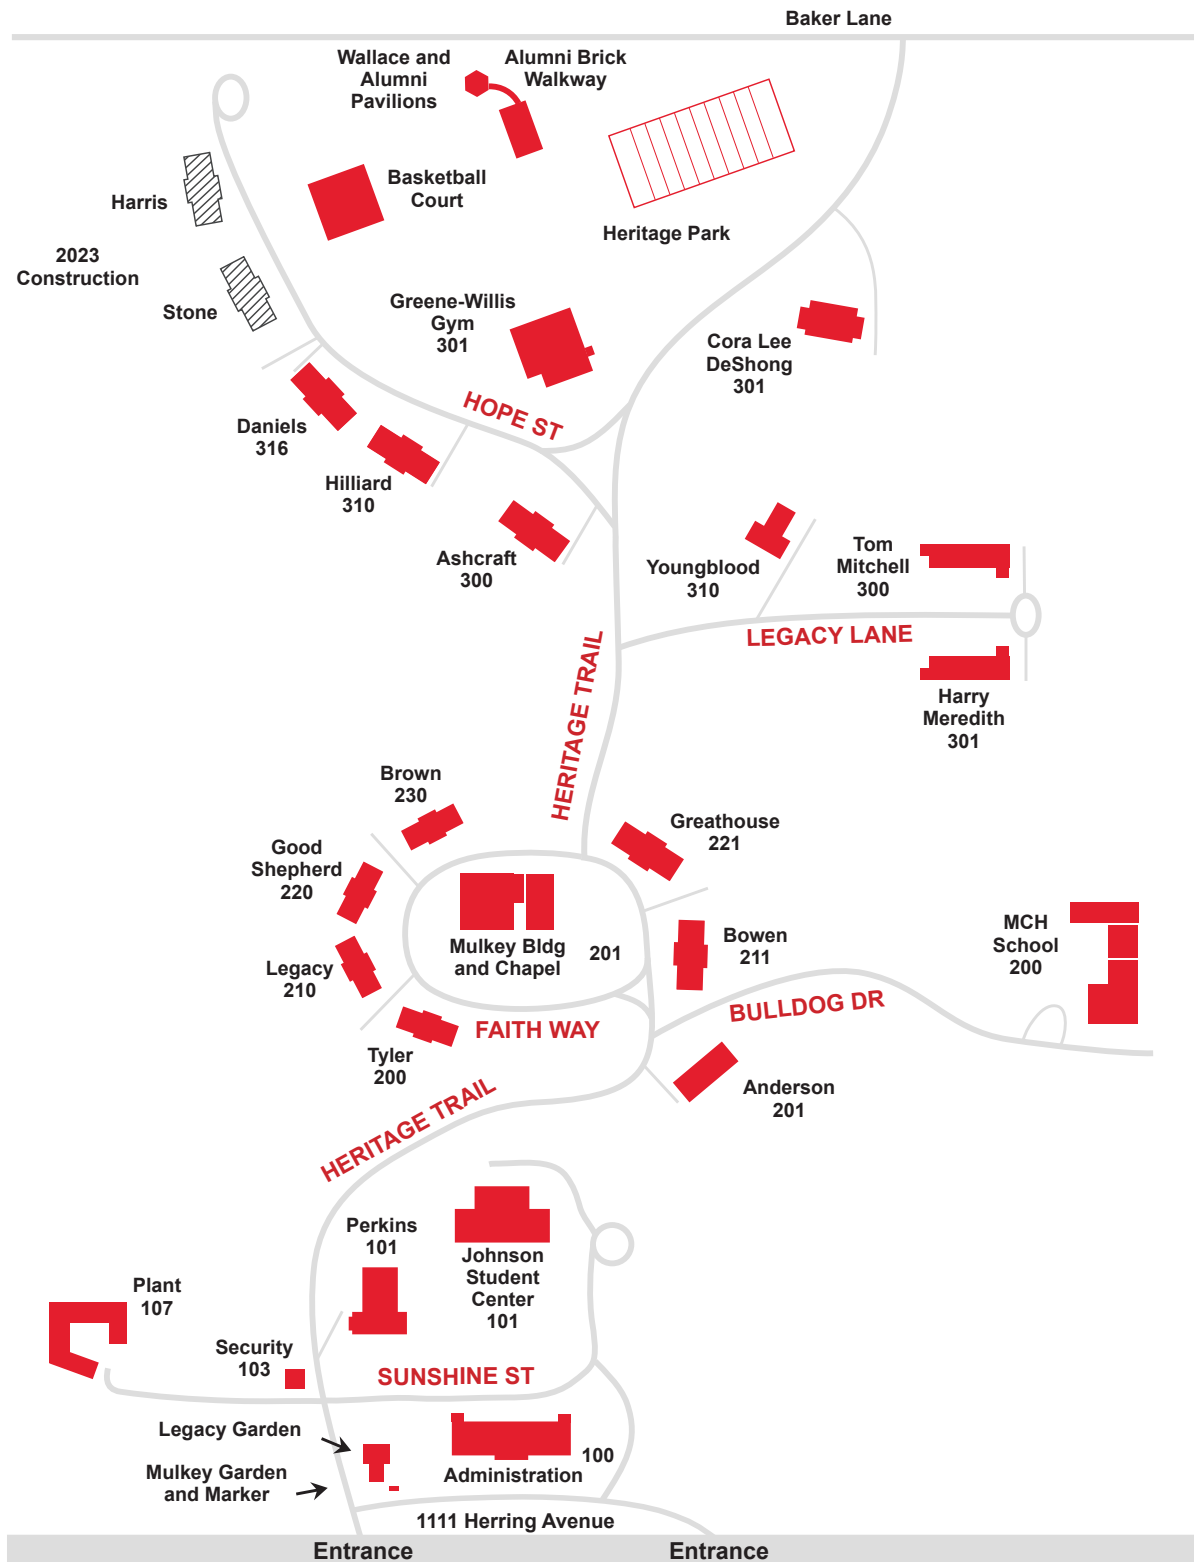 Baker Lane
Wallace and
Alumni
Pavilions
Alumni Brick
Walkway
Harris
Basketball
Court
Heritage Park
2023
Construction
Stone
Greene-Willis
Gym
301
Cora Lee
DeShong
301
HOPE ST
Daniels
316
Hilliard
310
Ashcraft
300
Youngblood
310
Tom
Mitchell
300
LEGACY LANE
HERITAGE TRAIL
Harry
Meredith
301
Brown
230
Greathouse
221
Good
Shepherd
220
Mulkey Bldg
and Chapel
201
Bowen
211
MCH
School
200
Legacy
210
BULLDOG DR
FAITH WAY
Tyler
200
Anderson
201
HERITAGE TRAIL
Perkins
101
Johnson
Student
Center
101
Plant
107
Security
103
SUNSHINE ST
Legacy Garden
100
Administration
Mulkey Garden
and Marker
1111 Herring Avenue
Entrance
Entrance